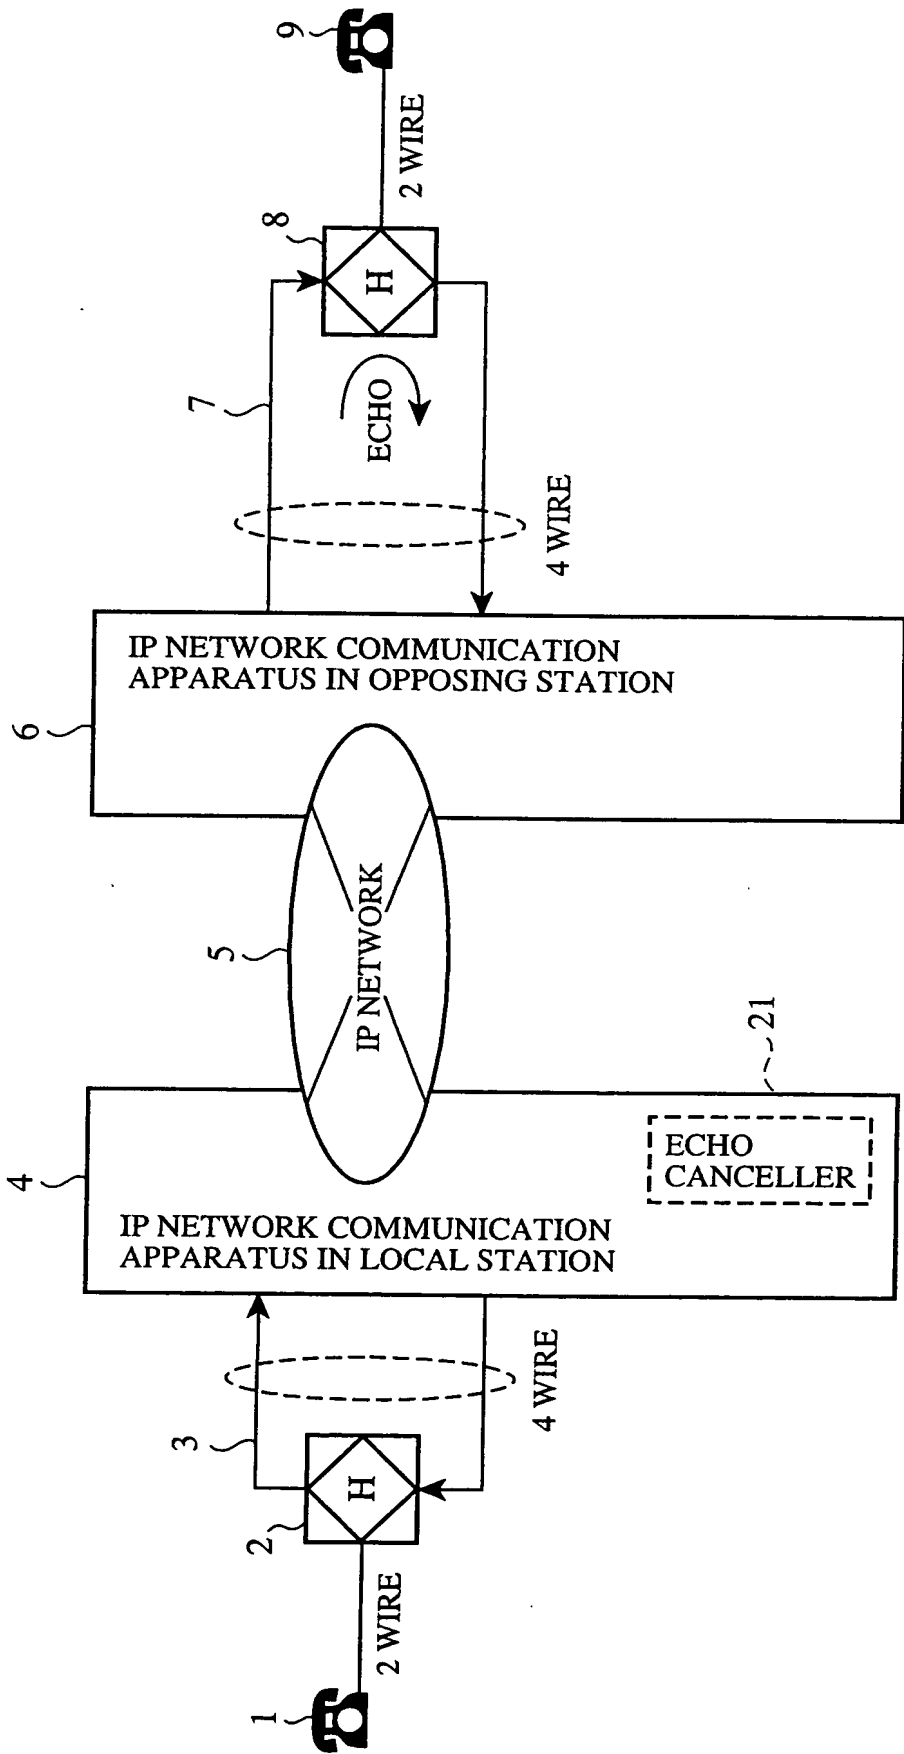 1
2 WIRE
2
H
3
4 WIRE
4
IP NETWORK COMMUNICATION
APPARATUS IN LOCAL STATION
ECHO
CANCELLER
21
5
IP NETWORK
6
IP NETWORK COMMUNICATION
APPARATUS IN OPPOSING STATION
7
4 WIRE
ECHO
8
H
2 WIRE
9